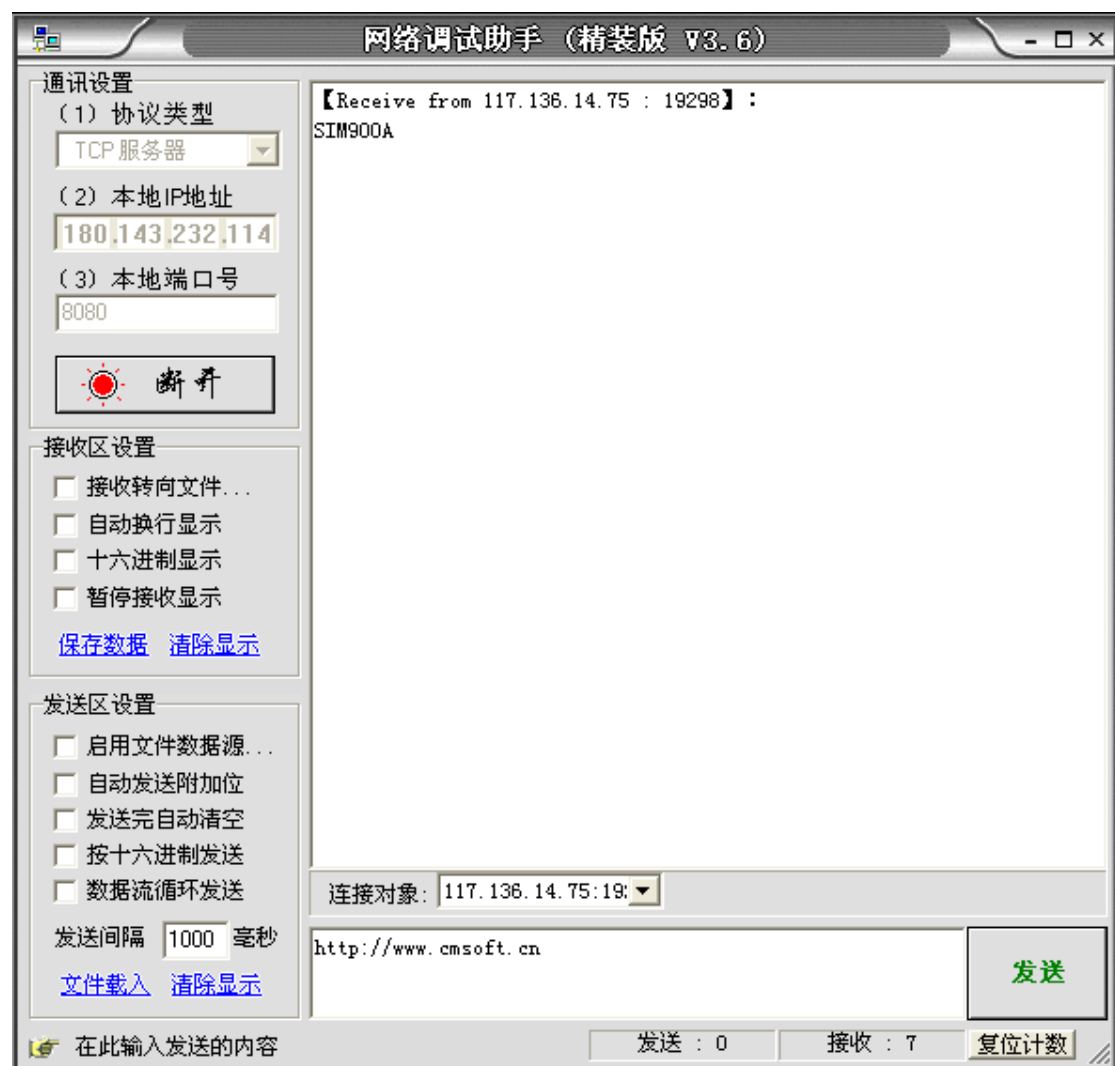 网络调试助手 (精装版 V3.6)
通讯设置
(1) 协议类型
TCP 服务器
(2) 本地IP地址
180.143.232.114
(3) 本地端口号
8080
断开
接收区设置
接收转向文件...
自动换行显示
十六进制显示
暂停接收显示
保存数据 清除显示
发送区设置
启用文件数据源...
自动发送附加位
发送完自动清空
按十六进制发送
数据流循环发送
发送间隔 1000 毫秒
文件载入 清除显示
【Receive from 117.136.14.75 : 19298】:
SIM900A
连接对象: 117.136.14.75:19
http://www.cmsoft.cn
发送
在此输入发送的内容
发送 : 0
接收 : 7
复位计数